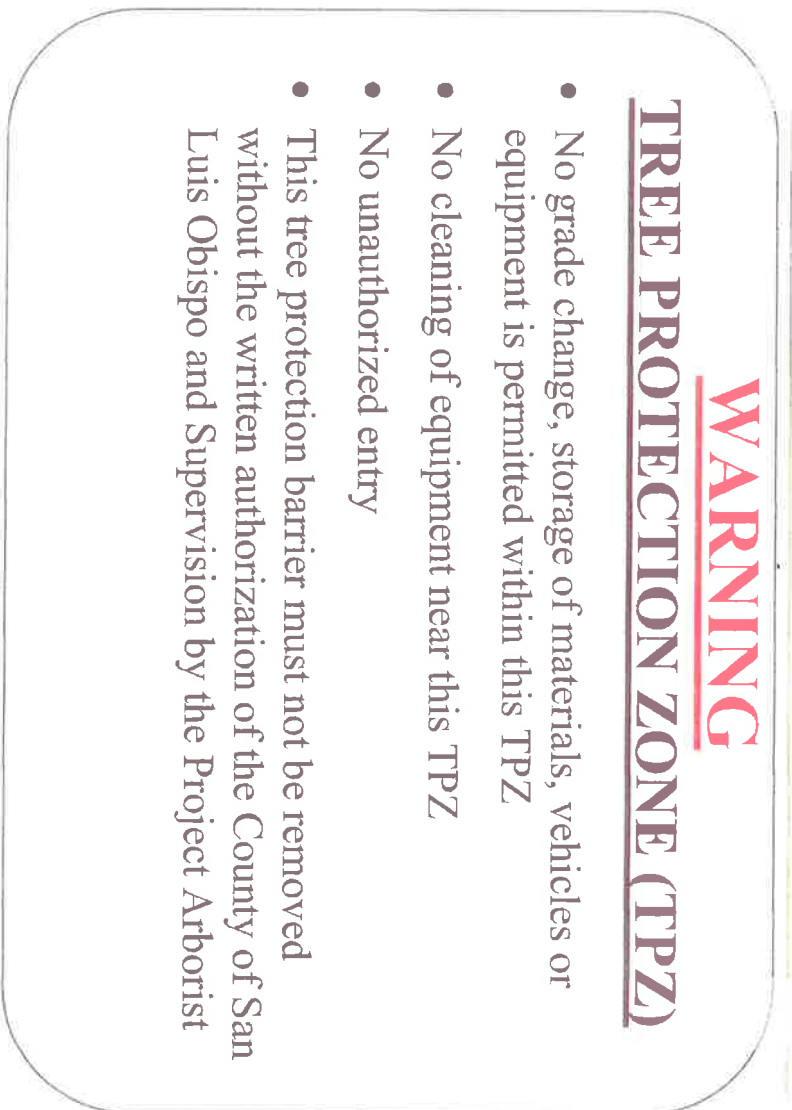 WARNING
TREE PROTECTION ZONE (TPZ)
• No grade change, storage of materials, vehicles or
equipment is permitted within this TPZ
• No cleaning of equipment near this TPZ
• No unauthorized entry
• This tree protection barrier must not be removed
without the written authorization of the County of San
Luis Obispo and Supervision by the Project Arborist